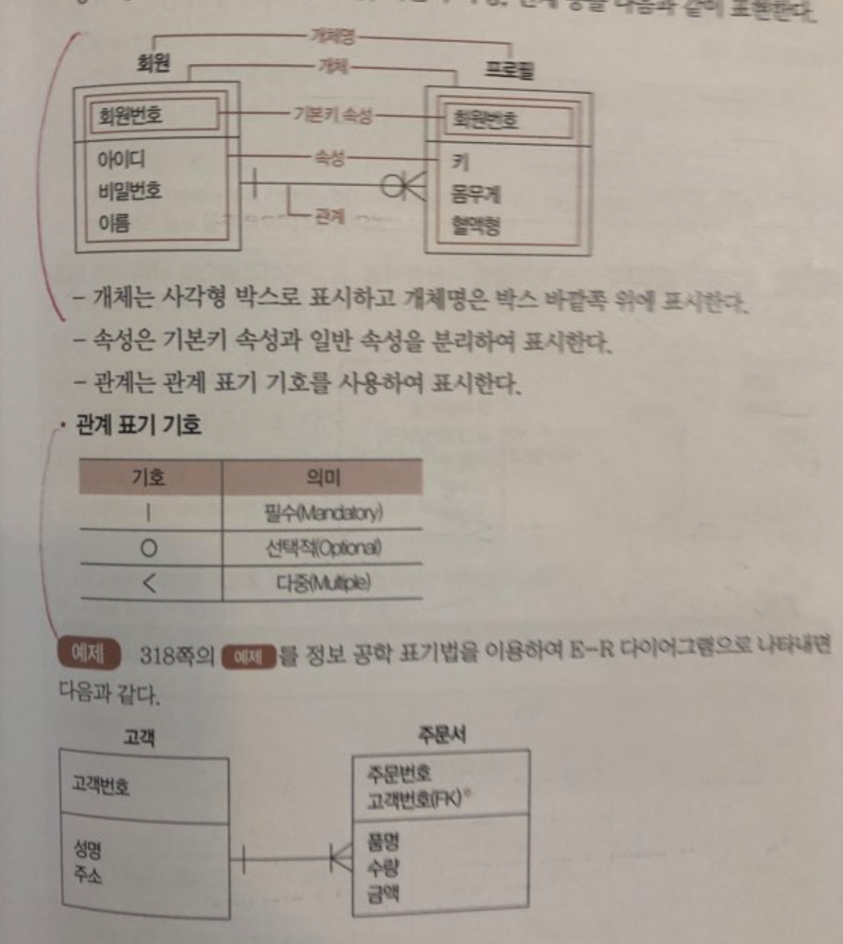 다음과 같이 표현한다.
개체명
회원 개체 프로필
회원번호 기본키 속성 회원번호
아이디 속성 키
비밀번호 몸무게
이름 관계 혈액형
- 개체는 사각형 박스로 표시하고 개체명은 박스 바깥쪽 위에 표시한다.
- 속성은 기본키 속성과 일반 속성을 분리하여 표시한다.
- 관계는 관계 표기 기호를 사용하여 표시한다.
· 관계 표기 기호
기호 의미
| 필수(Mandatory)
○ 선택적(Optional)
< 다중(Multiple)
예제 318쪽의 예제 를 정보 공학 표기법을 이용하여 E-R 다이어그램으로 나타내면
다음과 같다.
고객 주문서
고객번호 주문번호
고객번호(FK)*
성명 품명
주소 수량
금액